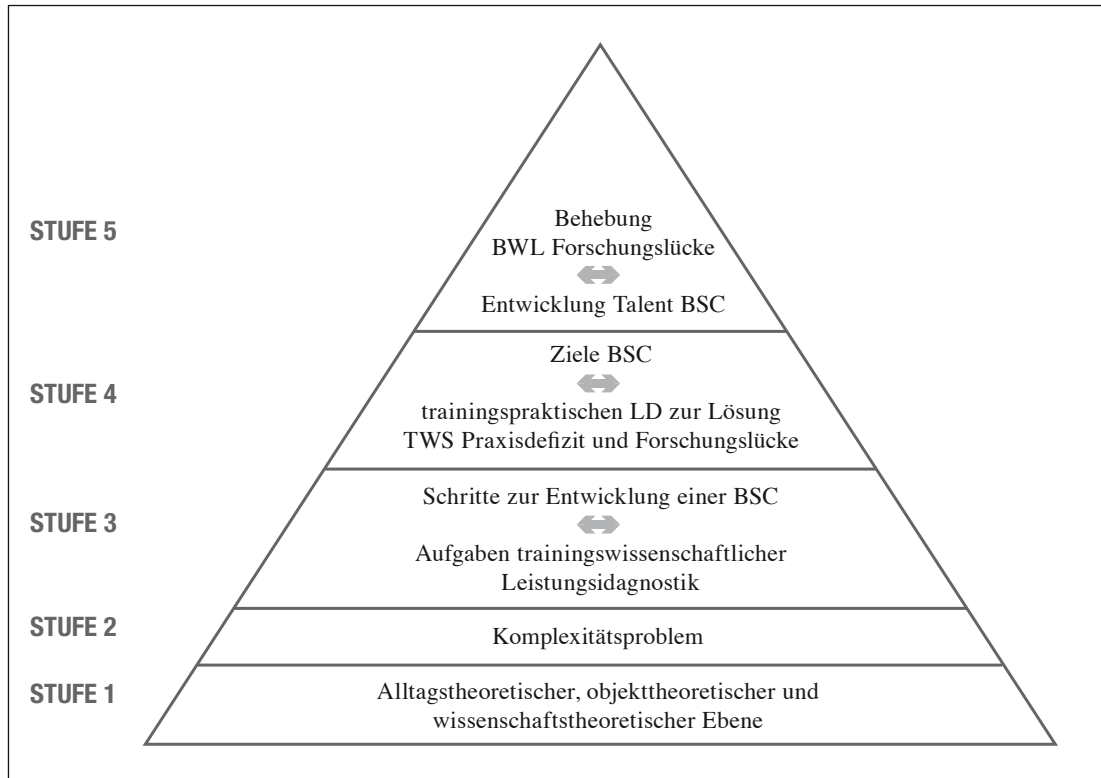 STUFE 5
Behebung
BWL Forschungslücke
Entwicklung Talent BSC
STUFE 4
Ziele BSC
trainingspraktischen LD zur Lösung
TWS Praxisdefizit und Forschungslücke
STUFE 3
Schritte zur Entwicklung einer BSC
Aufgaben trainingswissenschaftlicher
Leistungsidagnostik
STUFE 2
Komplexitätsproblem
STUFE 1
Alltagstheoretischer, objekttheoretischer und
wissenschaftstheoretischer Ebene